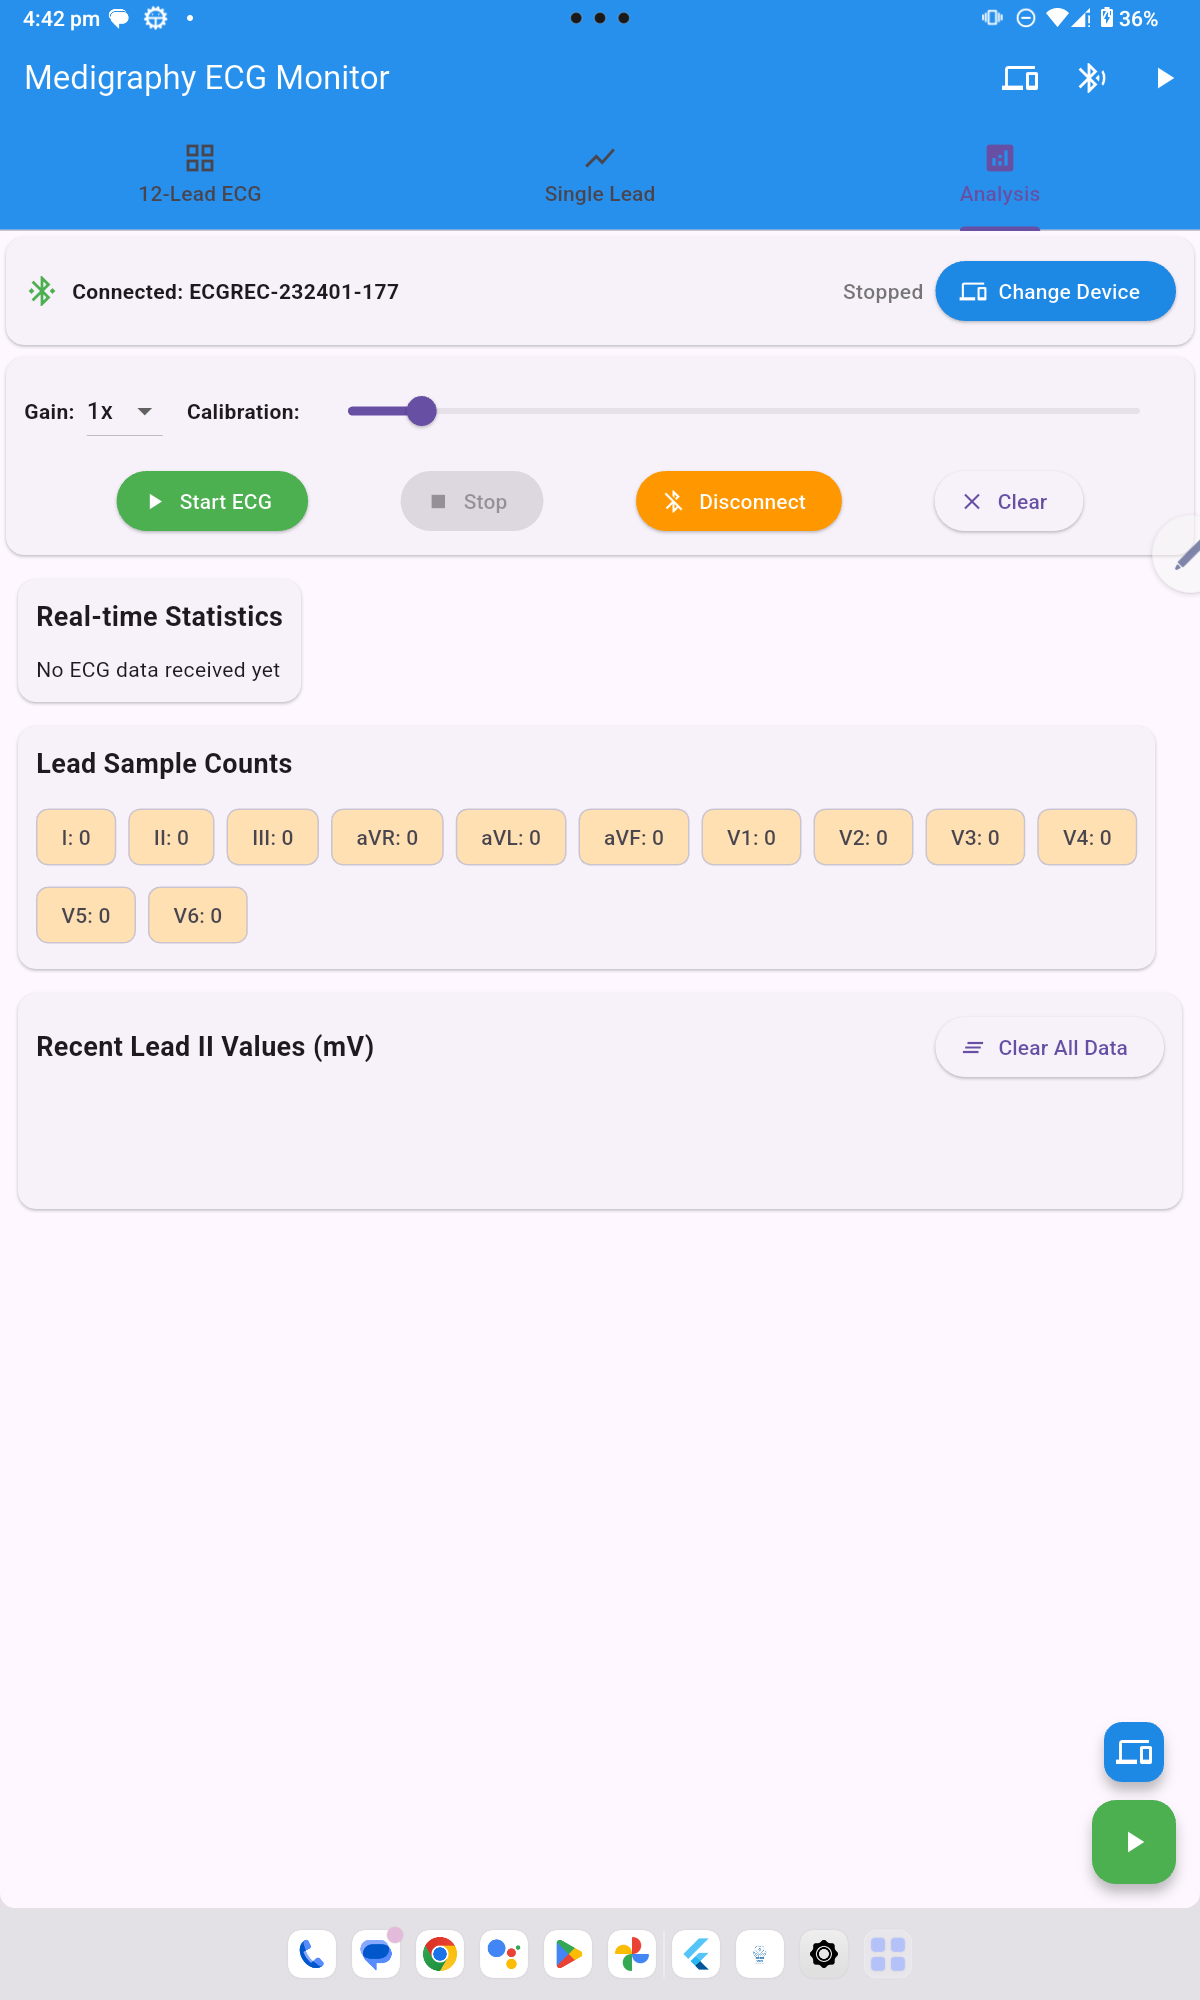 4:42 pm
36%
Medigraphy ECG Monitor
12-Lead ECG
Single Lead
Analysis
Connected: ECGREC-232401-177
Stopped
Change Device
Gain: 1x
Calibration:
Start ECG
Stop
Disconnect
Clear
Real-time Statistics
No ECG data received yet
Lead Sample Counts
I: 0 II: 0 III: 0 aVR: 0 aVL: 0 aVF: 0 V1: 0 V2: 0 V3: 0 V4: 0
V5: 0 V6: 0
Recent Lead II Values (mV)
Clear All Data